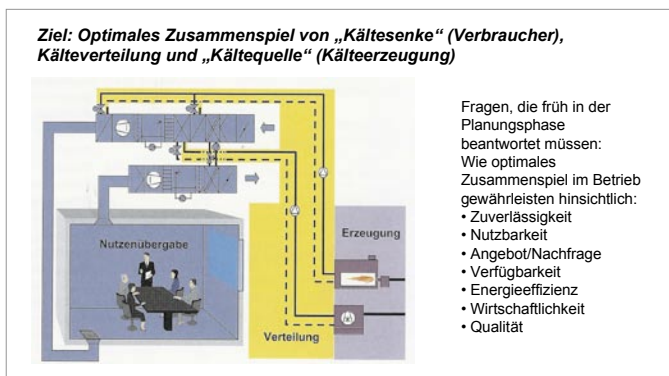 Ziel: Optimales Zusammenspiel von „Kältesenke“ (Verbraucher),
Kälteverteilung und „Kältequelle“ (Kälteerzeugung)
Fragen, die früh in der
Planungsphase
beantwortet müssen:
Wie optimales
Zusammenspiel im Betrieb
gewährleisten hinsichtlich:
• Zuverlässigkeit
• Nutzbarkeit
• Angebot/Nachfrage
• Verfügbarkeit
• Energieeffizienz
• Wirtschaftlichkeit
• Qualität
Nutzenübergabe
Erzeugung
Verteilung